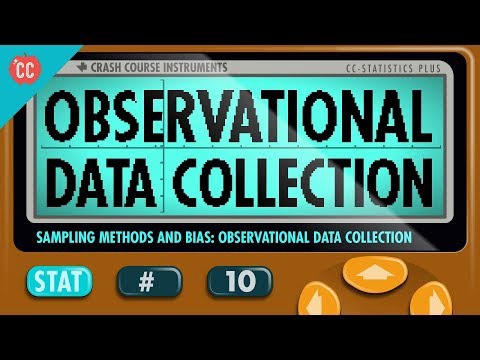 CC
CRASH COURSE INSTRUMENTS
CC-STATISTICS PLUS
OBSERVATIONAL
DATA COLLECTION
SAMPLING METHODS AND BIAS: OBSERVATIONAL DATA COLLECTION
STAT
#
10